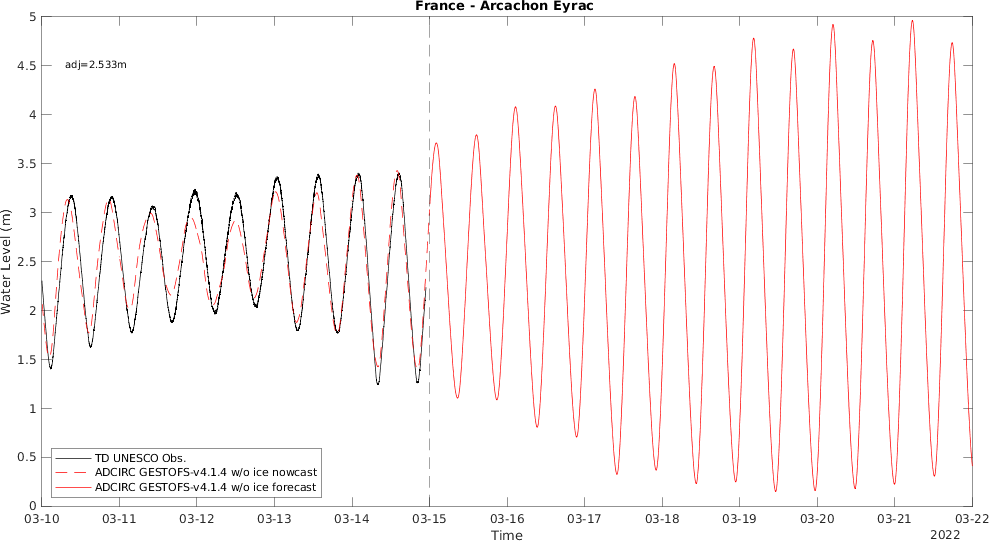 France - Arcachon Eyrac
adj=2.533m
5
4.5
4
3.5
3
2.5
2
1.5
1
0.5
0
Water Level (m)
TD UNESCO Obs.
ADCIRC GESTOFS-v4.1.4 w/o ice nowcast
ADCIRC GESTOFS-v4.1.4 w/o ice forecast
03-10 03-11 03-12 03-13 03-14 03-15 03-16 03-17 03-18 03-19 03-20 03-21 03-22
Time
2022